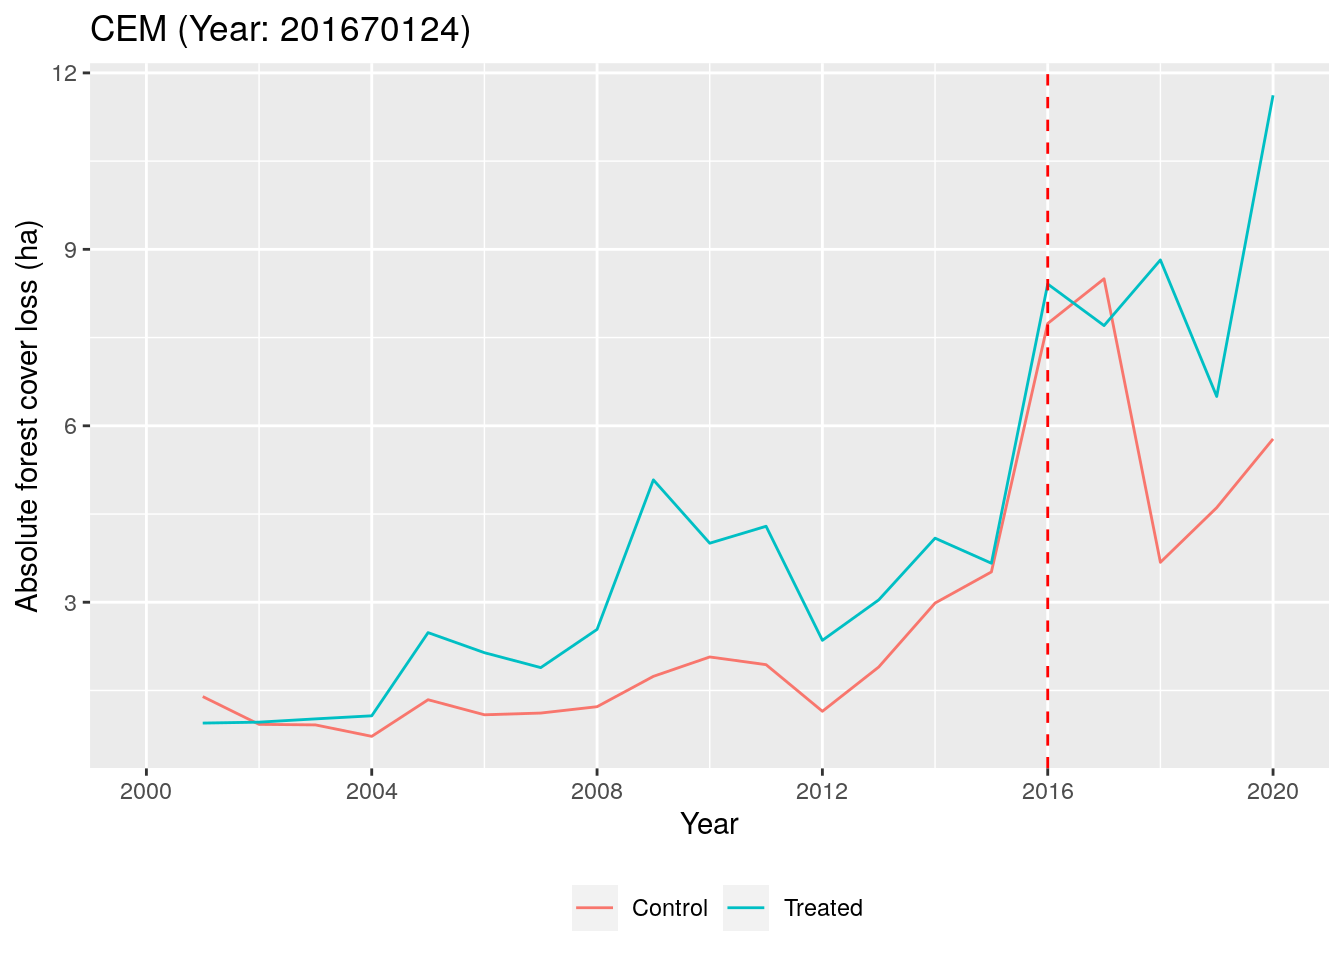 CEM (Year: 201670124)
Absolute forest cover loss (ha)
12
9
6
3
2000 2004 2008 2012 2016 2020
Year
Control Treated